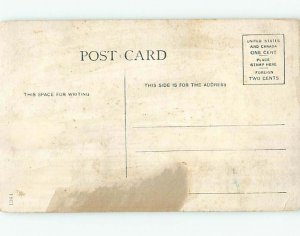 POST CARD
UNITED STATES
AND CANADA
ONE CENT
PLACE
STAMP HERE
FOREIGN
TWO CENTS
THIS SPACE FOR WRITING
THIS SIDE IS FOR THE ADDRESS